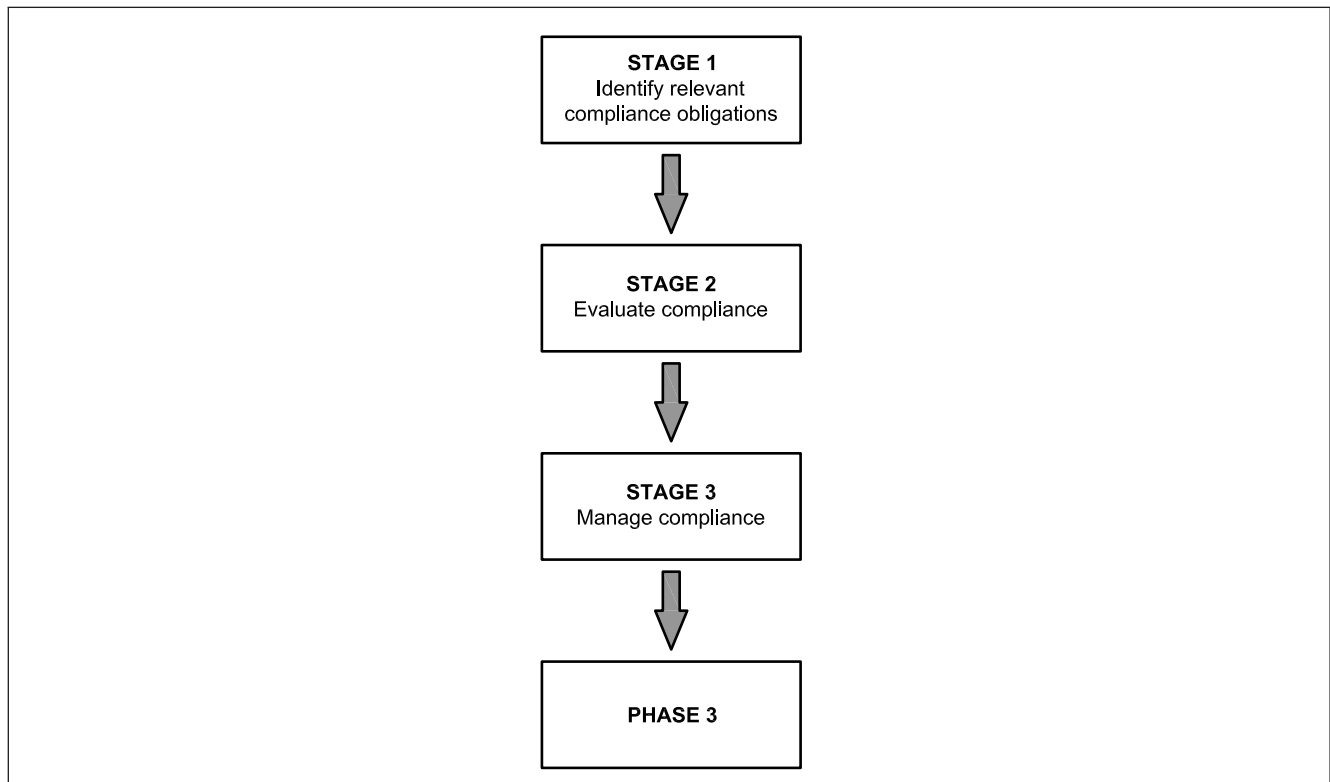 STAGE 1
Identify relevant
compliance obligations
STAGE 2
Evaluate compliance
STAGE 3
Manage compliance
PHASE 3